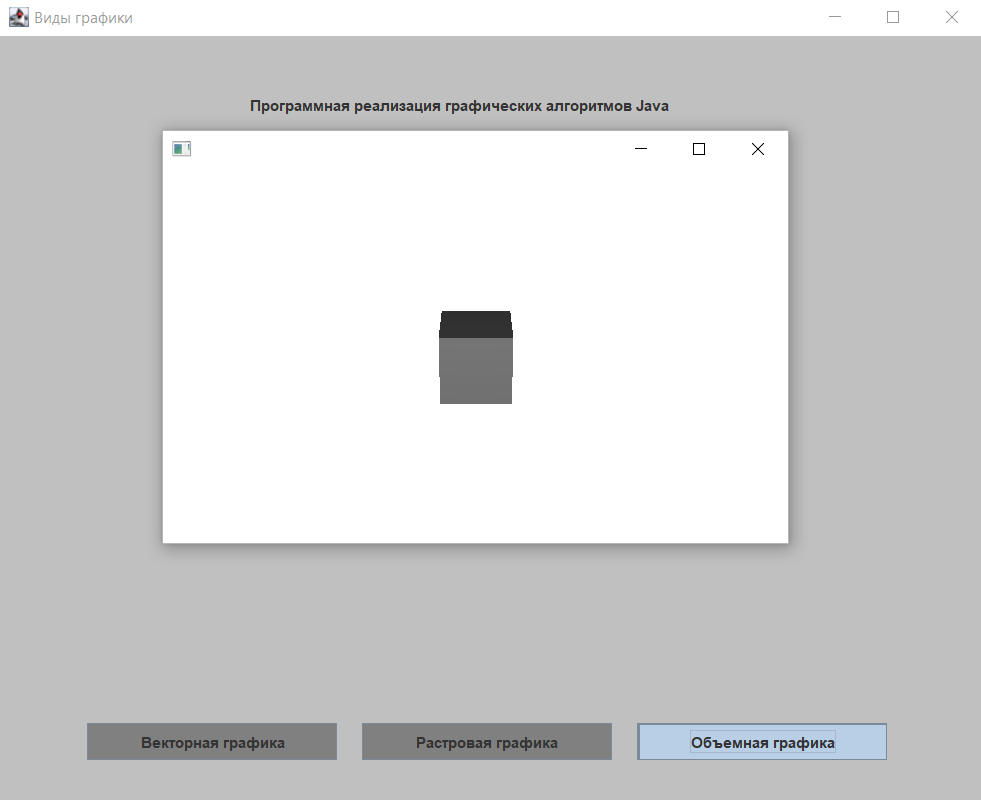 Виды графики
Программная реализация графических алгоритмов Java
Векторная графика
Растровая графика
Объемная графика